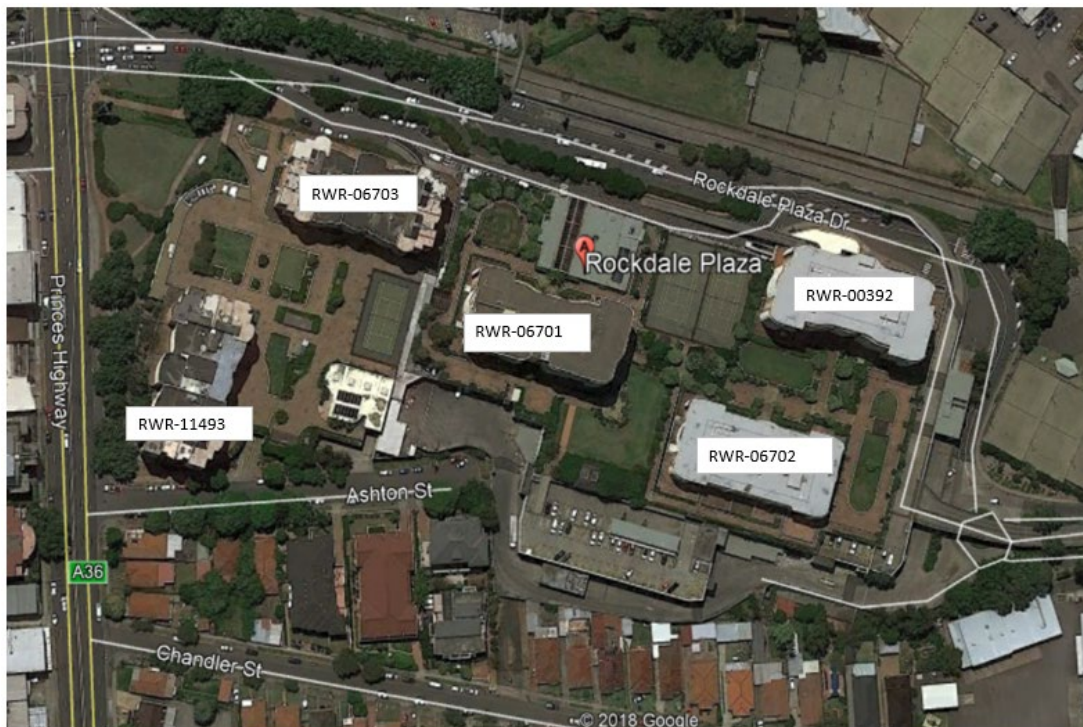 RWR-06703
Rockdale Plaza Dr
A
Rockdale Plaza
RWR-00392
Princes Highway
RWR-06701
RWR-11493
RWR-06702
Ashton St
A36
Chandler St
© 2018 Google